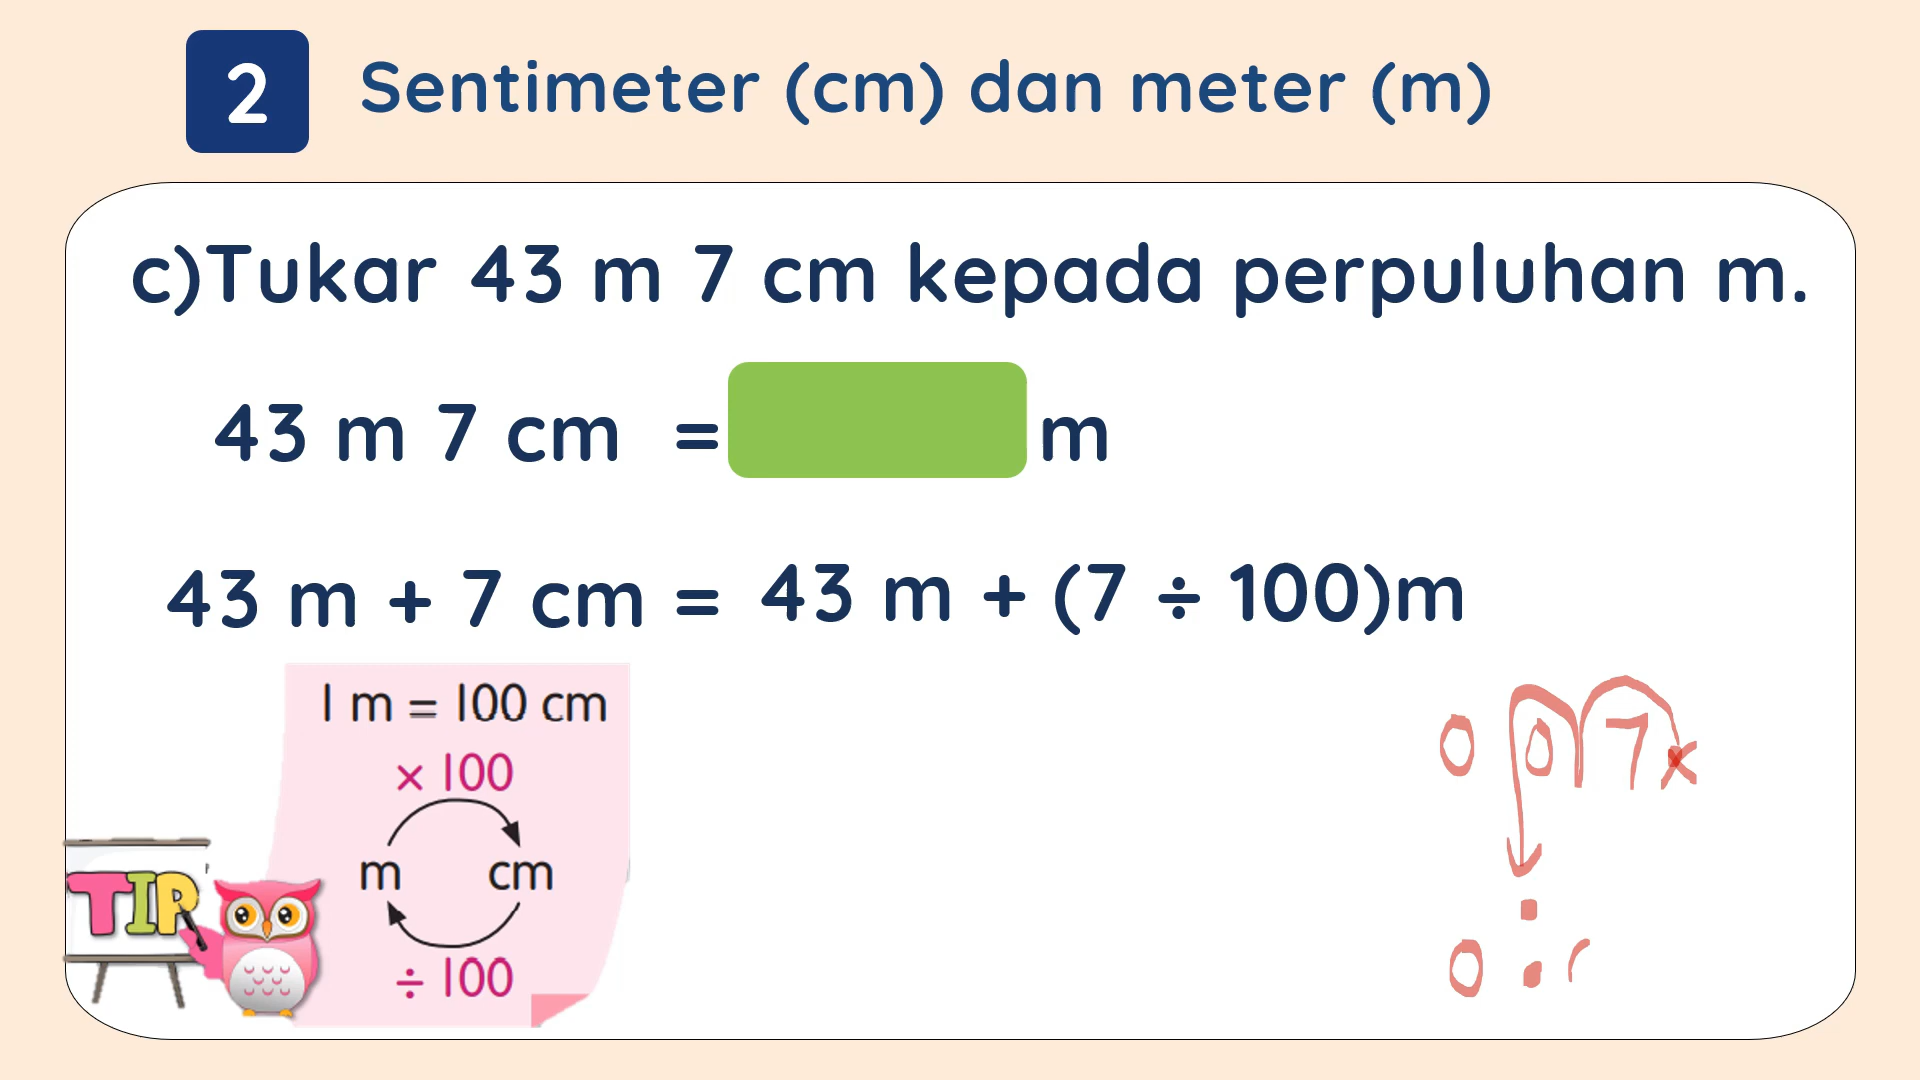 2
Sentimeter (cm) dan meter (m)
c)Tukar 43 m 7 cm kepada perpuluhan m.
43 m 7 cm = m
43 m + 7 cm = 43 m + (7 ÷ 100)m
1 m = 100 cm
× 100
m cm
÷ 100
TIP
0 0 7 x
.
0 .